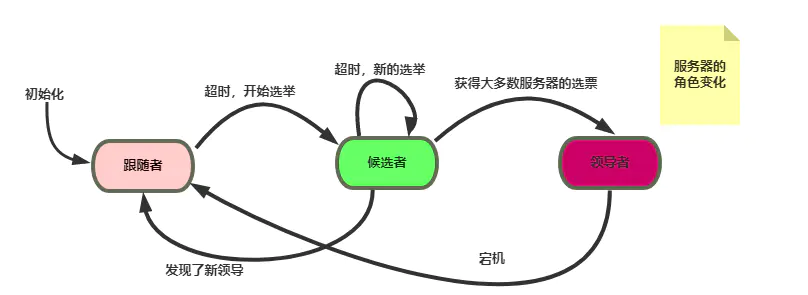 初始化
超时，开始选举
超时，新的选举
获得大多数服务器的选票
服务器的
角色变化
跟随者
候选者
领导者
发现了新领导
宕机